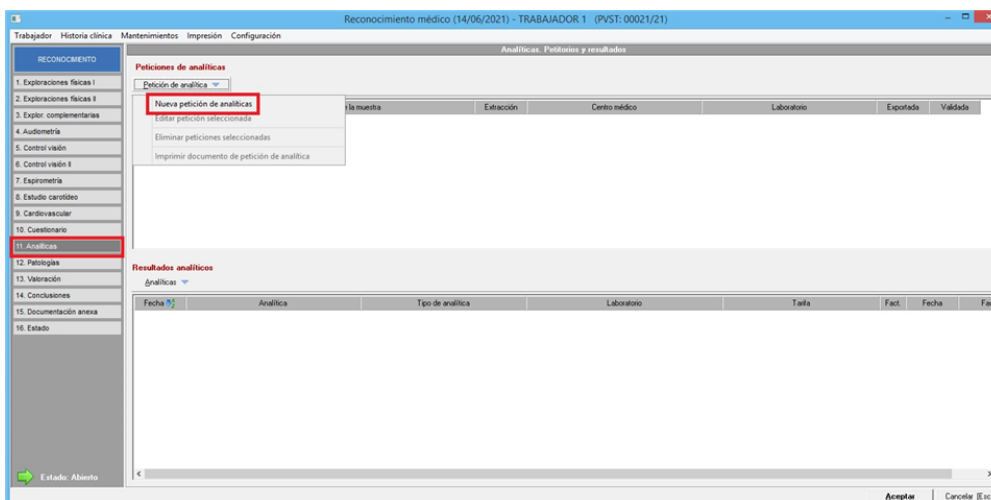 Reconocimiento médico (14/06/2021) - TRABAJADOR 1 (PVST: 00021/21)
Trabajador Historia clínica Mantenimientos Impresión Configuración
Analíticas. Petitorios y resultados
RECONOCIMIENTO
Peticiones de analíticas
1. Exploraciones físicas I
Petición de analítica
2. Exploraciones físicas II
Nueva petición de analíticas
la muestra Extracción Centro médico Laboratorio Exportada Validada
3. Explor. complementarias
Editar petición seleccionada
4. Audiometría
Eliminar peticiones seleccionadas
5. Control visión
Imprimir documento de petición de analítica
6. Control visión II
7. Espirometría
8. Estudio carotídeo
9. Cardiovascular
10. Cuestionario
11. Analíticas
12. Patologías
Resultados analíticos
13. Valoración
Analíticas
14. Conclusiones
Fecha Analítica Tipo de analítica Laboratorio Tarifa Fact. Fecha Fa
15. Documentación anexa
16. Estado
Estado: Abierto
Aceptar Cancelar (Esc